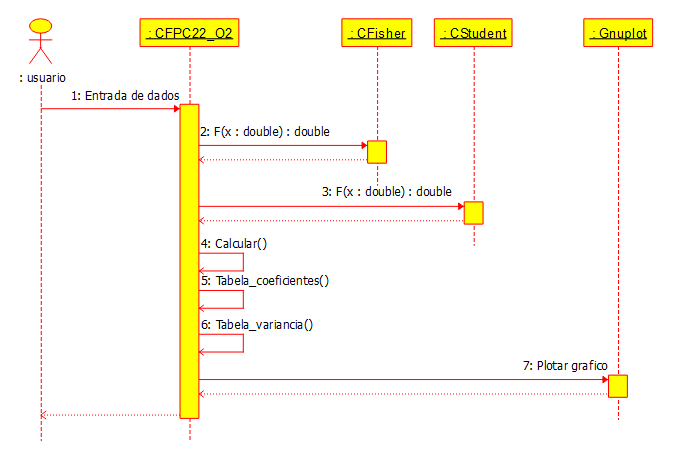 : CFPC22_O2
: CFisher
: CStudent
: Gnuplot
: usuario
1: Entrada de dados
2: F(x : double) : double
3: F(x : double) : double
4: Calcular()
5: Tabela_coeficientes()
6: Tabela_variancia()
7: Plotar grafico